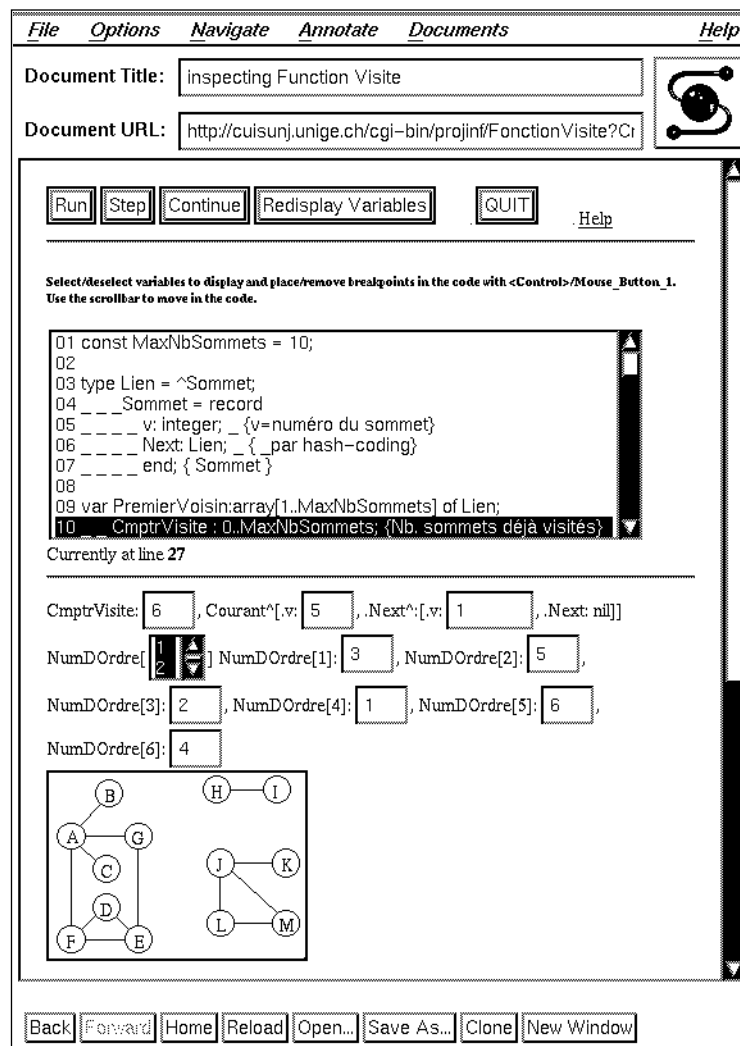 File Options Navigate Annotate Documents Help
Document Title: inspecting Function Visite
Document URL: http://cuisunj.unige.ch/cgi-bin/projinf/FonctionVisite?Cr
Run Step Continue Redisplay Variables . QUIT . Help
Select/deselect variables to display and place/remove breakpoints in the code with <Control>/Mouse_Button_1.
Use the scrollbar to move in the code.
01 const MaxNbSommets = 10;
02
03 type Lien = ^Sommet;
04 _ _ _Sommet = record
05 _ _ _ _ v: integer; _ {v=numéro du sommet}
06 _ _ _ _ Next: Lien; _ { _par hash-coding}
07 _ _ _ _ end; { Sommet }
08
09 var PremierVoisin:array[1..MaxNbSommets] of Lien;
10 _ _ CmptrVisite : 0..MaxNbSommets; {Nb. sommets déjà visités}
Currently at line 27
CmptrVisite: 6 , Courant^[.v: 5 , .Next^:[.v: 1 , .Next: nil]]
NumDOrdre[ 1 2 ] NumDOrdre[1]: 3 , NumDOrdre[2]: 5 ,
NumDOrdre[3]: 2 , NumDOrdre[4]: 1 , NumDOrdre[5]: 6 ,
NumDOrdre[6]: 4
B H I
A G
C J K
D
F E L M
Back Forward Home Reload Open... Save As... Clone New Window